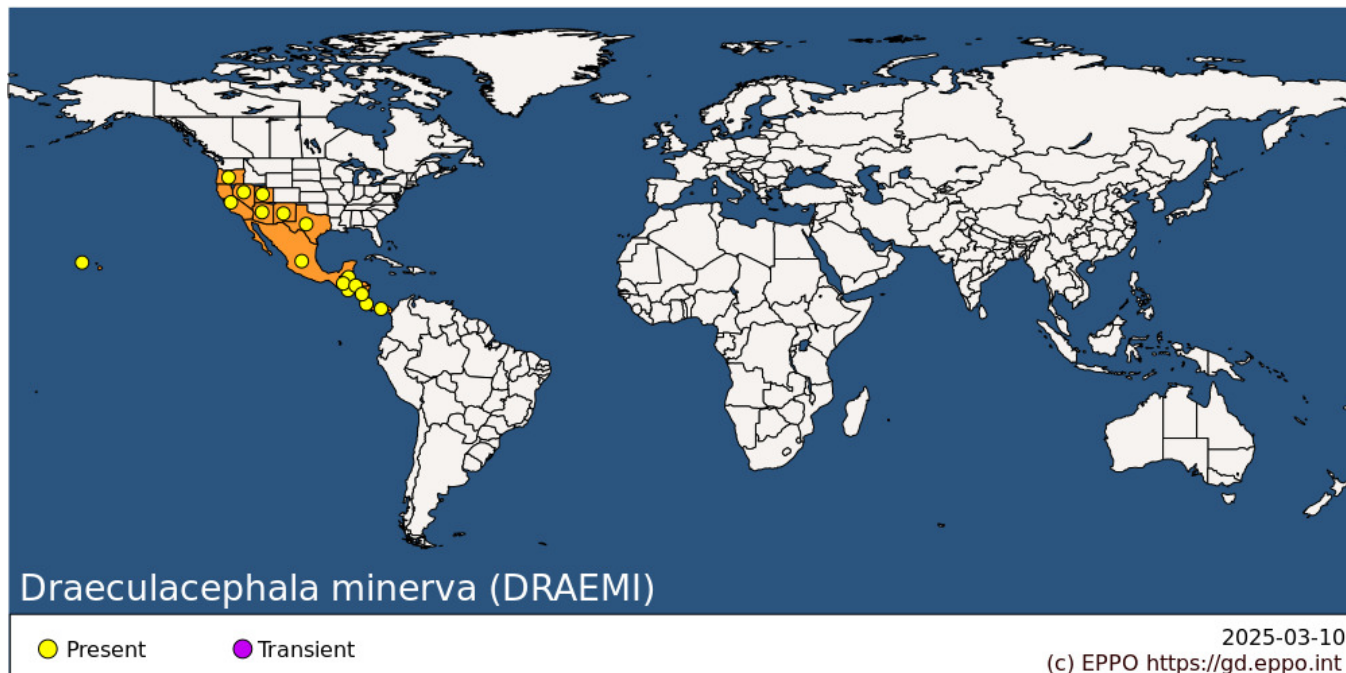 Draeculacephala minerva (DRAEMI)
Present
Transient
2025-03-10
(c) EPPO https://gd.eppo.int